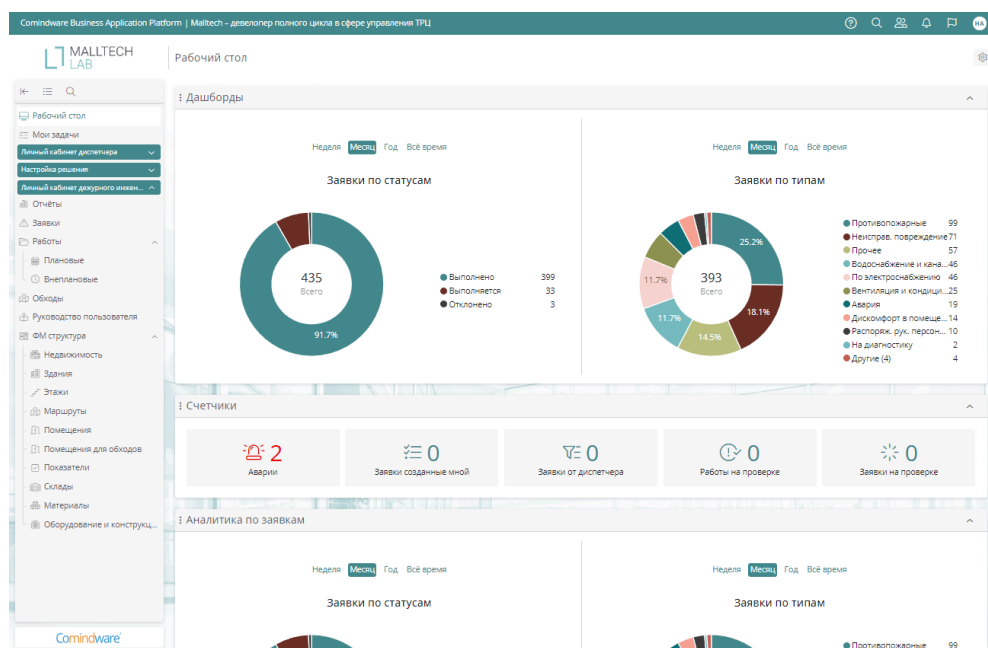 Comindware Business Application Platform | Malltech – девелопер полного цикла в сфере управления ТРЦ
HA
MALLTECH
LAB
Рабочий стол
Рабочий стол
Мои задачи
Личный кабинет диспетчера
Настройка решения
Личный кабинет дежурного инжен...
Отчёты
Заявки
Работы
Плановые
Внеплановые
Обходы
Руководство пользователя
ФМ структура
Недвижимость
Здания
Этажи
Маршруты
Помещения
Помещения для обходов
Показатели
Склады
Материалы
Оборудование и конструкц...
Comindware
Дашборды
Неделя Месяц Год Всё время
Заявки по статусам
435
Всего
91.7%
Выполнено 399
Выполняется 33
Отклонено 3
Неделя Месяц Год Всё время
Заявки по типам
393
Всего
25.2%
18.1%
14.5%
11.7%
11.7%
Противопожарные 99
Неисправ. повреждение 71
Прочее 57
Водоснабжение и кана... 46
По электроснабжению 46
Вентиляция и кондици... 25
Авария 19
Дискомфорт в помеще... 14
Распоряж. рук. персон... 10
На диагностику 2
Другие (4) 4
Счетчики
2
Аварии
0
Заявки созданные мной
0
Заявки от диспетчера
0
Работы на проверке
0
Заявки на проверке
Аналитика по заявкам
Неделя Месяц Год Всё время
Заявки по статусам
Неделя Месяц Год Всё время
Заявки по типам
Противопожарные 99